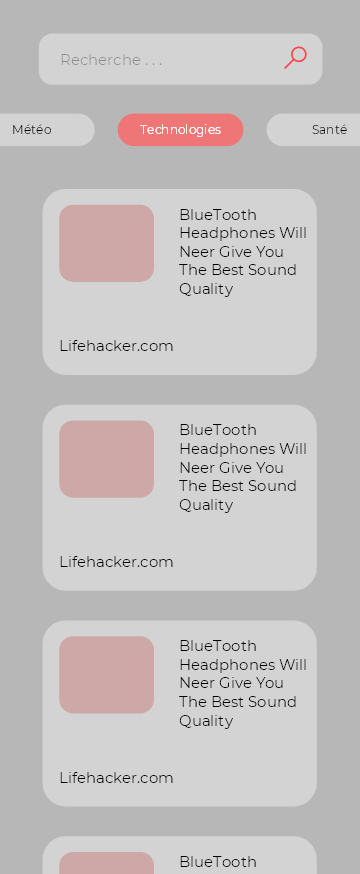 Recherche . . .
Météo
Technologies
Santé
BlueTooth
Headphones Will
Neer Give You
The Best Sound
Quality
Lifehacker.com
BlueTooth
Headphones Will
Neer Give You
The Best Sound
Quality
Lifehacker.com
BlueTooth
Headphones Will
Neer Give You
The Best Sound
Quality
Lifehacker.com
BlueTooth